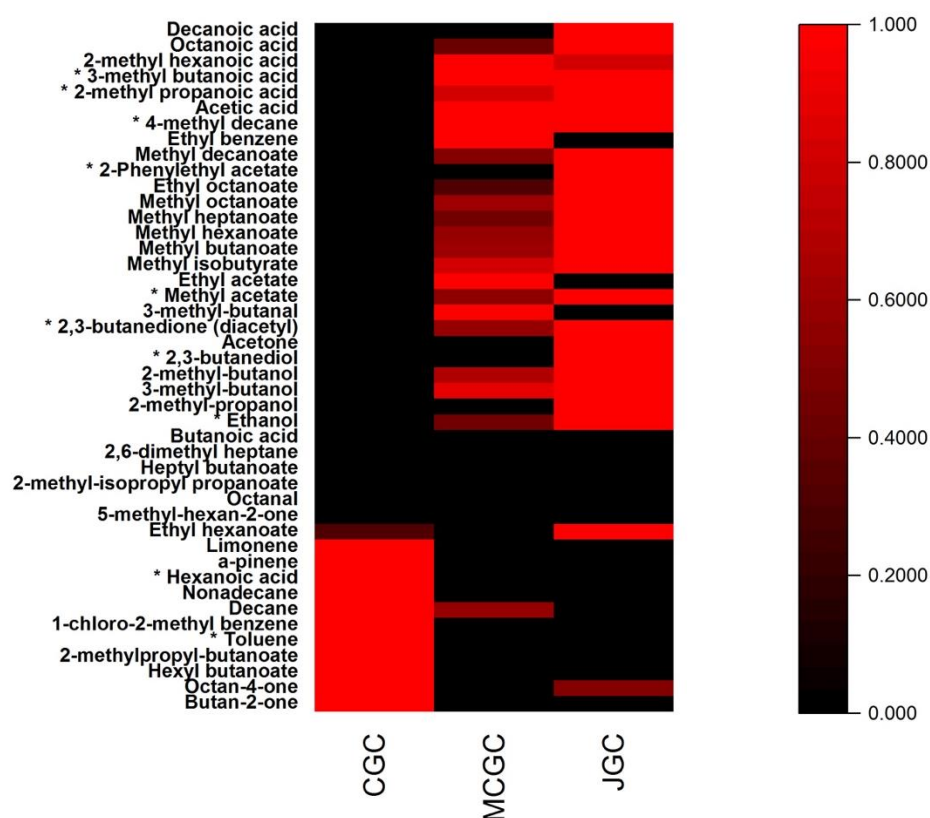 Decanoic acid
Octanoic acid
2-methyl hexanoic acid
* 3-methyl butanoic acid
* 2-methyl propanoic acid
Acetic acid
* 4-methyl decane
Ethyl benzene
Methyl decanoate
* 2-Phenylethyl acetate
Ethyl octanoate
Methyl octanoate
Methyl heptanoate
Methyl hexanoate
Methyl butanoate
Methyl isobutyrate
Ethyl acetate
* Methyl acetate
3-methyl-butanal
* 2,3-butanedione (diacetyl)
Acetone
* 2,3-butanediol
2-methyl-butanol
3-methyl-butanol
2-methyl-propanol
* Ethanol
Butanoic acid
2,6-dimethyl heptane
Heptyl butanoate
2-methyl-isopropyl propanoate
Octanal
5-methyl-hexan-2-one
Ethyl hexanoate
Limonene
a-pinene
* Hexanoic acid
Nonadecane
Decane
1-chloro-2-methyl benzene
* Toluene
2-methylpropyl-butanoate
Hexyl butanoate
Octan-4-one
Butan-2-one
CGC
MCGC
JGC
1.000
0.8000
0.6000
0.4000
0.2000
0.000